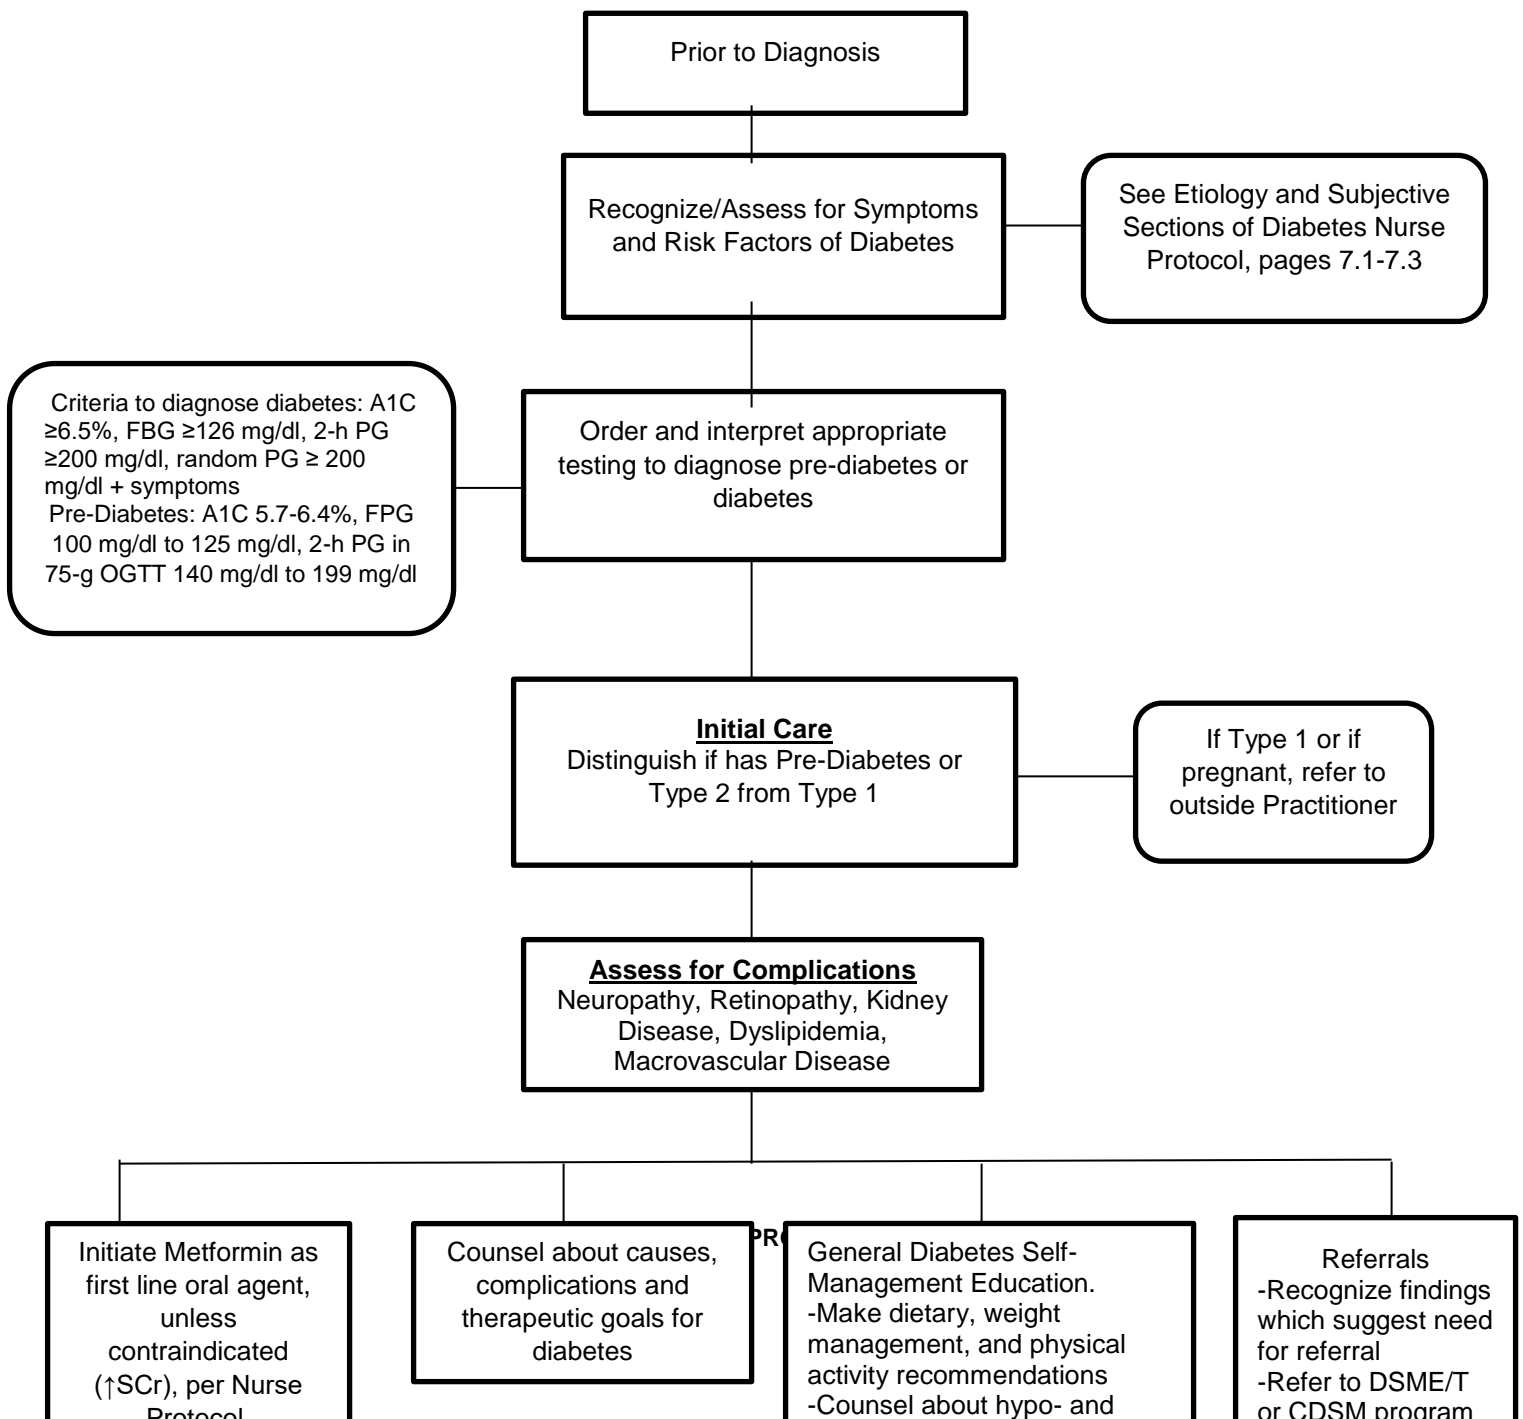 Prior to Diagnosis
Recognize/Assess for Symptoms
and Risk Factors of Diabetes
See Etiology and Subjective
Sections of Diabetes Nurse
Protocol, pages 7.1-7.3
Criteria to diagnose diabetes: A1C
≥6.5%, FBG ≥126 mg/dl, 2-h PG
≥200 mg/dl, random PG ≥ 200
mg/dl + symptoms
Pre-Diabetes: A1C 5.7-6.4%, FPG
100 mg/dl to 125 mg/dl, 2-h PG in
75-g OGTT 140 mg/dl to 199 mg/dl
Order and interpret appropriate
testing to diagnose pre-diabetes or
diabetes
Initial Care
Distinguish if has Pre-Diabetes or
Type 2 from Type 1
If Type 1 or if
pregnant, refer to
outside Practitioner
Assess for Complications
Neuropathy, Retinopathy, Kidney
Disease, Dyslipidemia,
Macrovascular Disease
Initiate Metformin as
first line oral agent,
unless
contraindicated
(↑SCr), per Nurse
Protocol
Counsel about causes,
complications and
therapeutic goals for
diabetes
General Diabetes Self-
Management Education.
-Make dietary, weight
management, and physical
activity recommendations
-Counsel about hypo- and
Referrals
-Recognize findings
which suggest need
for referral
-Refer to DSME/T
or CDSM program